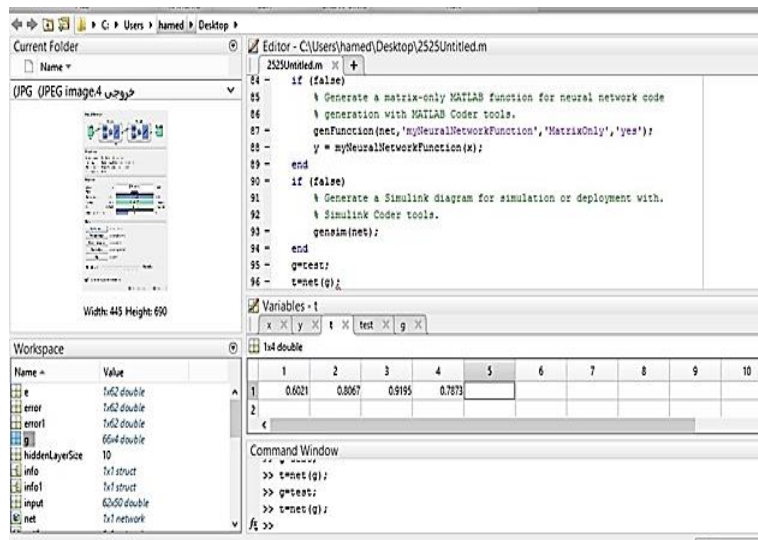 C: ▸ Users ▸ hamed ▸ Desktop ▸
Current Folder
Name
(JPG (JPEG image.4 خروجی
Width: 445 Height: 690
Workspace
Name Value
e 1x62 double
error 1x62 double
error1 1x62 double
g 66x4 double
hiddenLayerSize 10
info 1x1 struct
info1 1x1 struct
input 62x50 double
net 1x1 network
Editor - C:\Users\hamed\Desktop\2525Untitled.m
2525Untitled.m × +
84 - if (false)
85 % Generate a matrix-only MATLAB function for neural network code
86 % generation with MATLAB Coder tools.
87 - genFunction(net,'myNeuralNetworkFunction','MatrixOnly','yes');
88 - y = myNeuralNetworkFunction(x);
89 - end
90 - if (false)
91 % Generate a Simulink diagram for simulation or deployment with.
92 % Simulink Coder tools.
93 - gensim(net);
94 - end
95 - g=test;
96 - t=net(g);
Variables - t
x × y × t × test × g ×
1x4 double
1 2 3 4 5 6 7 8 9 10
1 0.6021 0.8067 0.9195 0.7873
2
Command Window
>> t=net(g);
>> g=test;
>> t=net(g);
fx >>